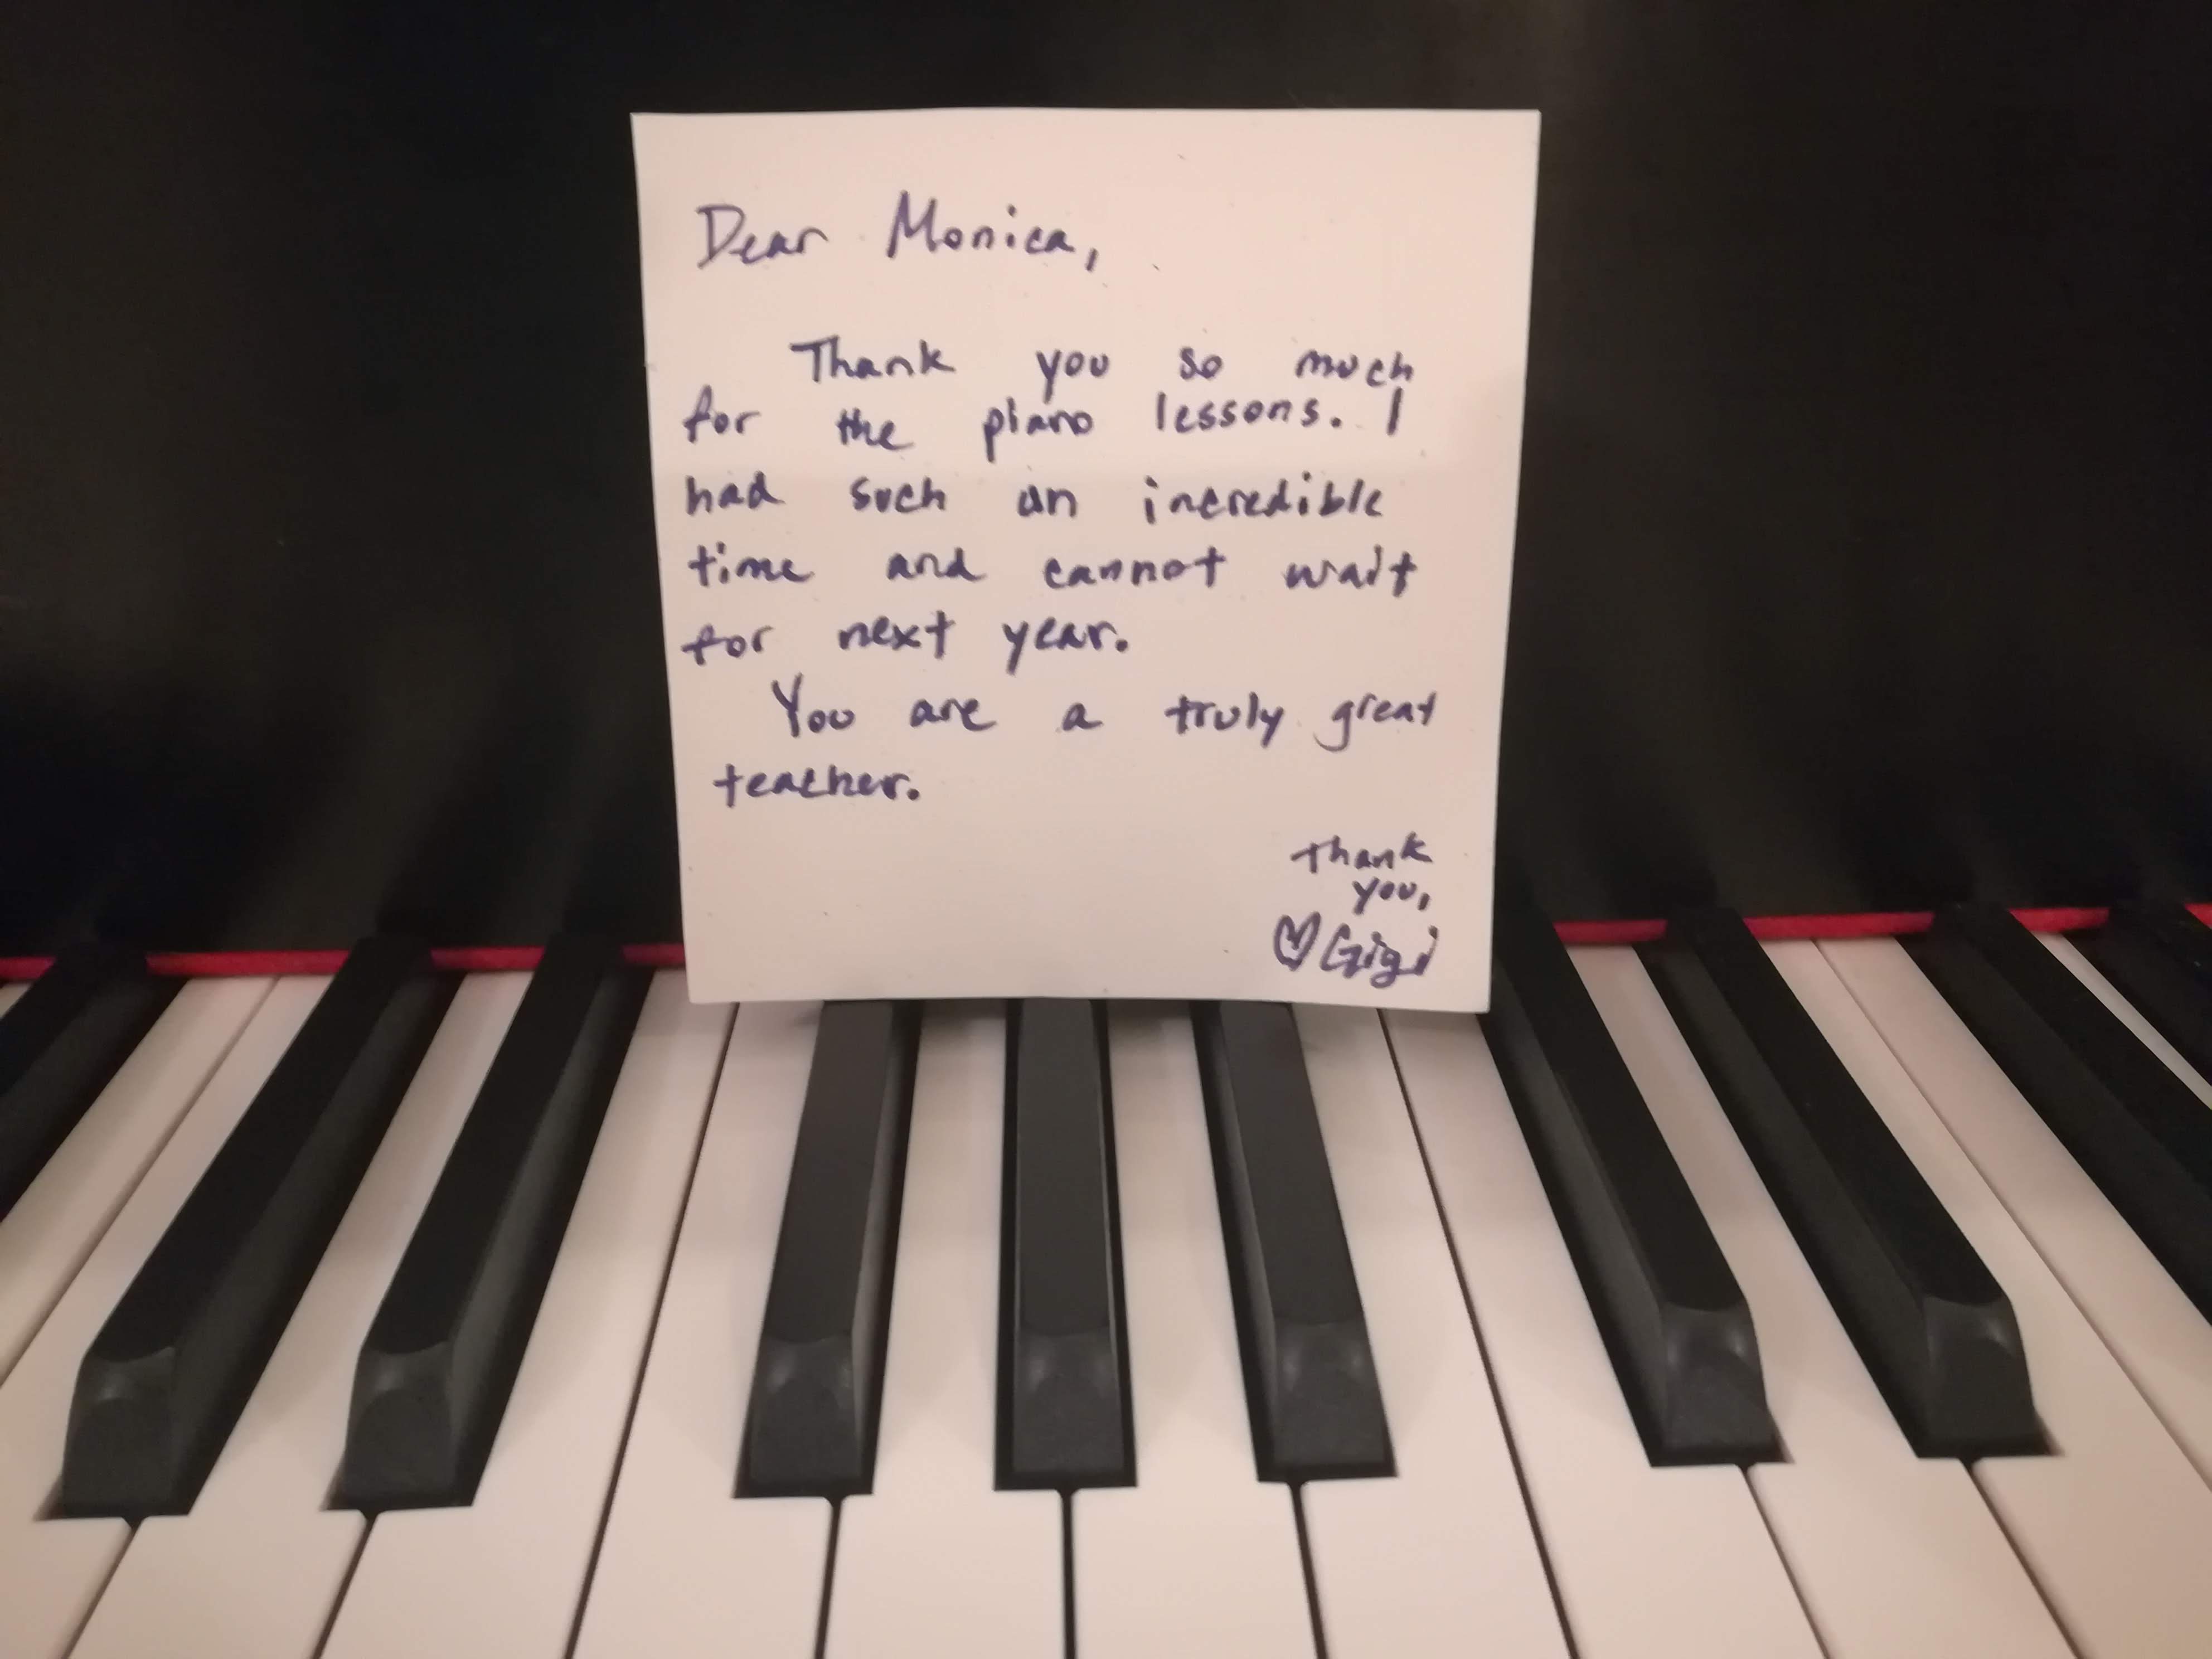 Dear Monica,
Thank you so much
for the piano lessons. I
had such an incredible
time and cannot wait
for next year.
You are a truly great
teacher.
Thank
you,
♡ Gigi